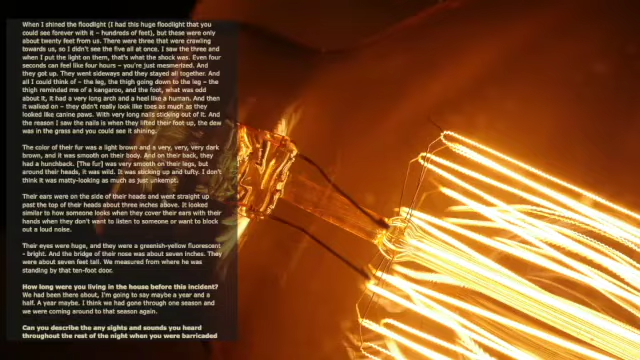 When I shined the floodlight (I had this huge floodlight that you
could see forever with it – hundreds of feet), but these were only
about twenty feet from us. There were three that were crawling
towards us, so I didn't see the five all at once, I saw the three and
when I put the light on them, that's what the shock was. Even four
seconds can feel like four hours – you're just mesmerized. And
they got up. They went sideways and they stayed all together. And
all I could think of – the leg, the thigh going down to the leg – the
thigh reminded me of a kangaroo, and the foot, what was odd
about it, it had a very long arch and a heel like a human. And then
it walked on – they didn't really look like toes as much as they
looked like canine paws. With very long nails sticking out of it. And
the reason I saw the nails is when they lifted their foot up, the dew
was in the grass and you could see it shining.
The color of their fur was a light brown and a very, very, very dark
brown, and it was smooth on their body. And on their back, they
had a hunchback. [The fur] was very smooth on their legs, but
around their heads, it was wild. It was sticking up and tufty. I don't
think it was matty-looking as much as just unkempt.
Their ears were on the side of their heads and went straight up
past the top of their heads about three inches above. It looked
similar to how someone looks when they cover their ears with their
hands when they don't want to listen to someone or want to block
out a loud noise.
Their eyes were huge, and they were a greenish-yellow fluorescent
- bright. And the bridge of their nose was about seven inches. They
were about seven feet tall. We measured from where he was
standing by that ten-foot door.
How long were you living in the house before this incident?
We had been there about, I'm going to say maybe a year and a
half. A year maybe. I think we had gone through one season and
we were coming around to that season again.
Can you describe the any sights and sounds you heard
throughout the rest of the night when you were barricaded